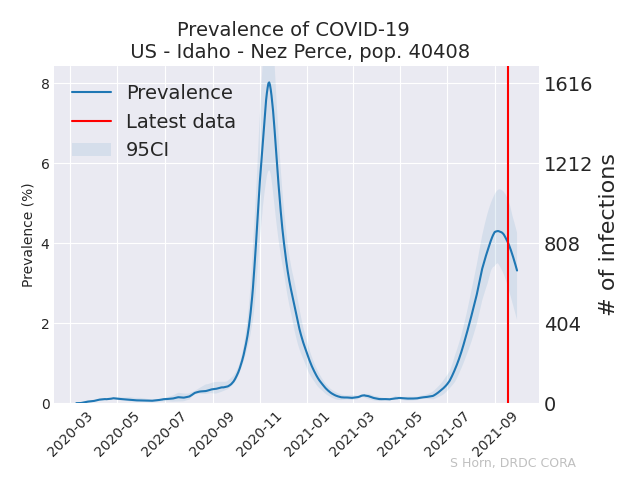 Prevalence of COVID-19
US - Idaho - Nez Perce, pop. 40408
Prevalence
Latest data
95CI
Prevalence (%)
8
6
4
2
0
1616
1212
808
404
0
# of infections
2020-03
2020-05
2020-07
2020-09
2020-11
2021-01
2021-03
2021-05
2021-07
2021-09
S Horn, DRDC CORA